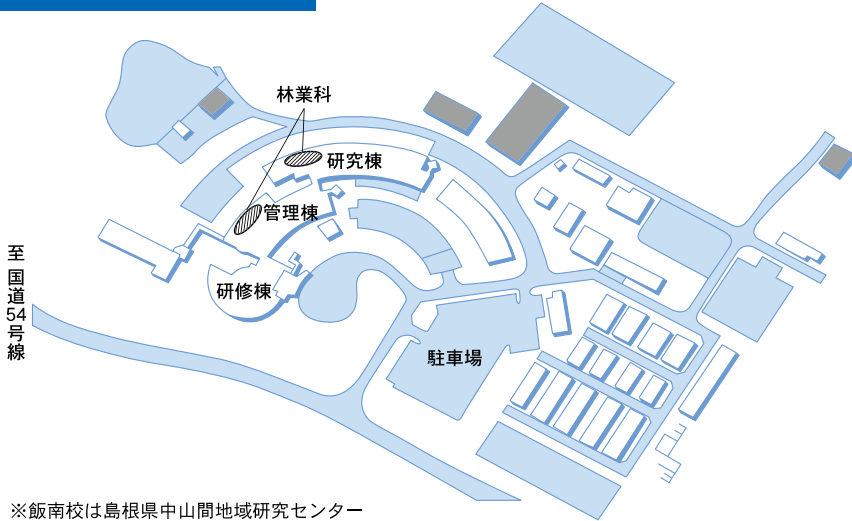 林業科
研究棟
管理棟
研修棟
至 国道54号線
駐車場
※飯南校は島根県中山間地域研究センター